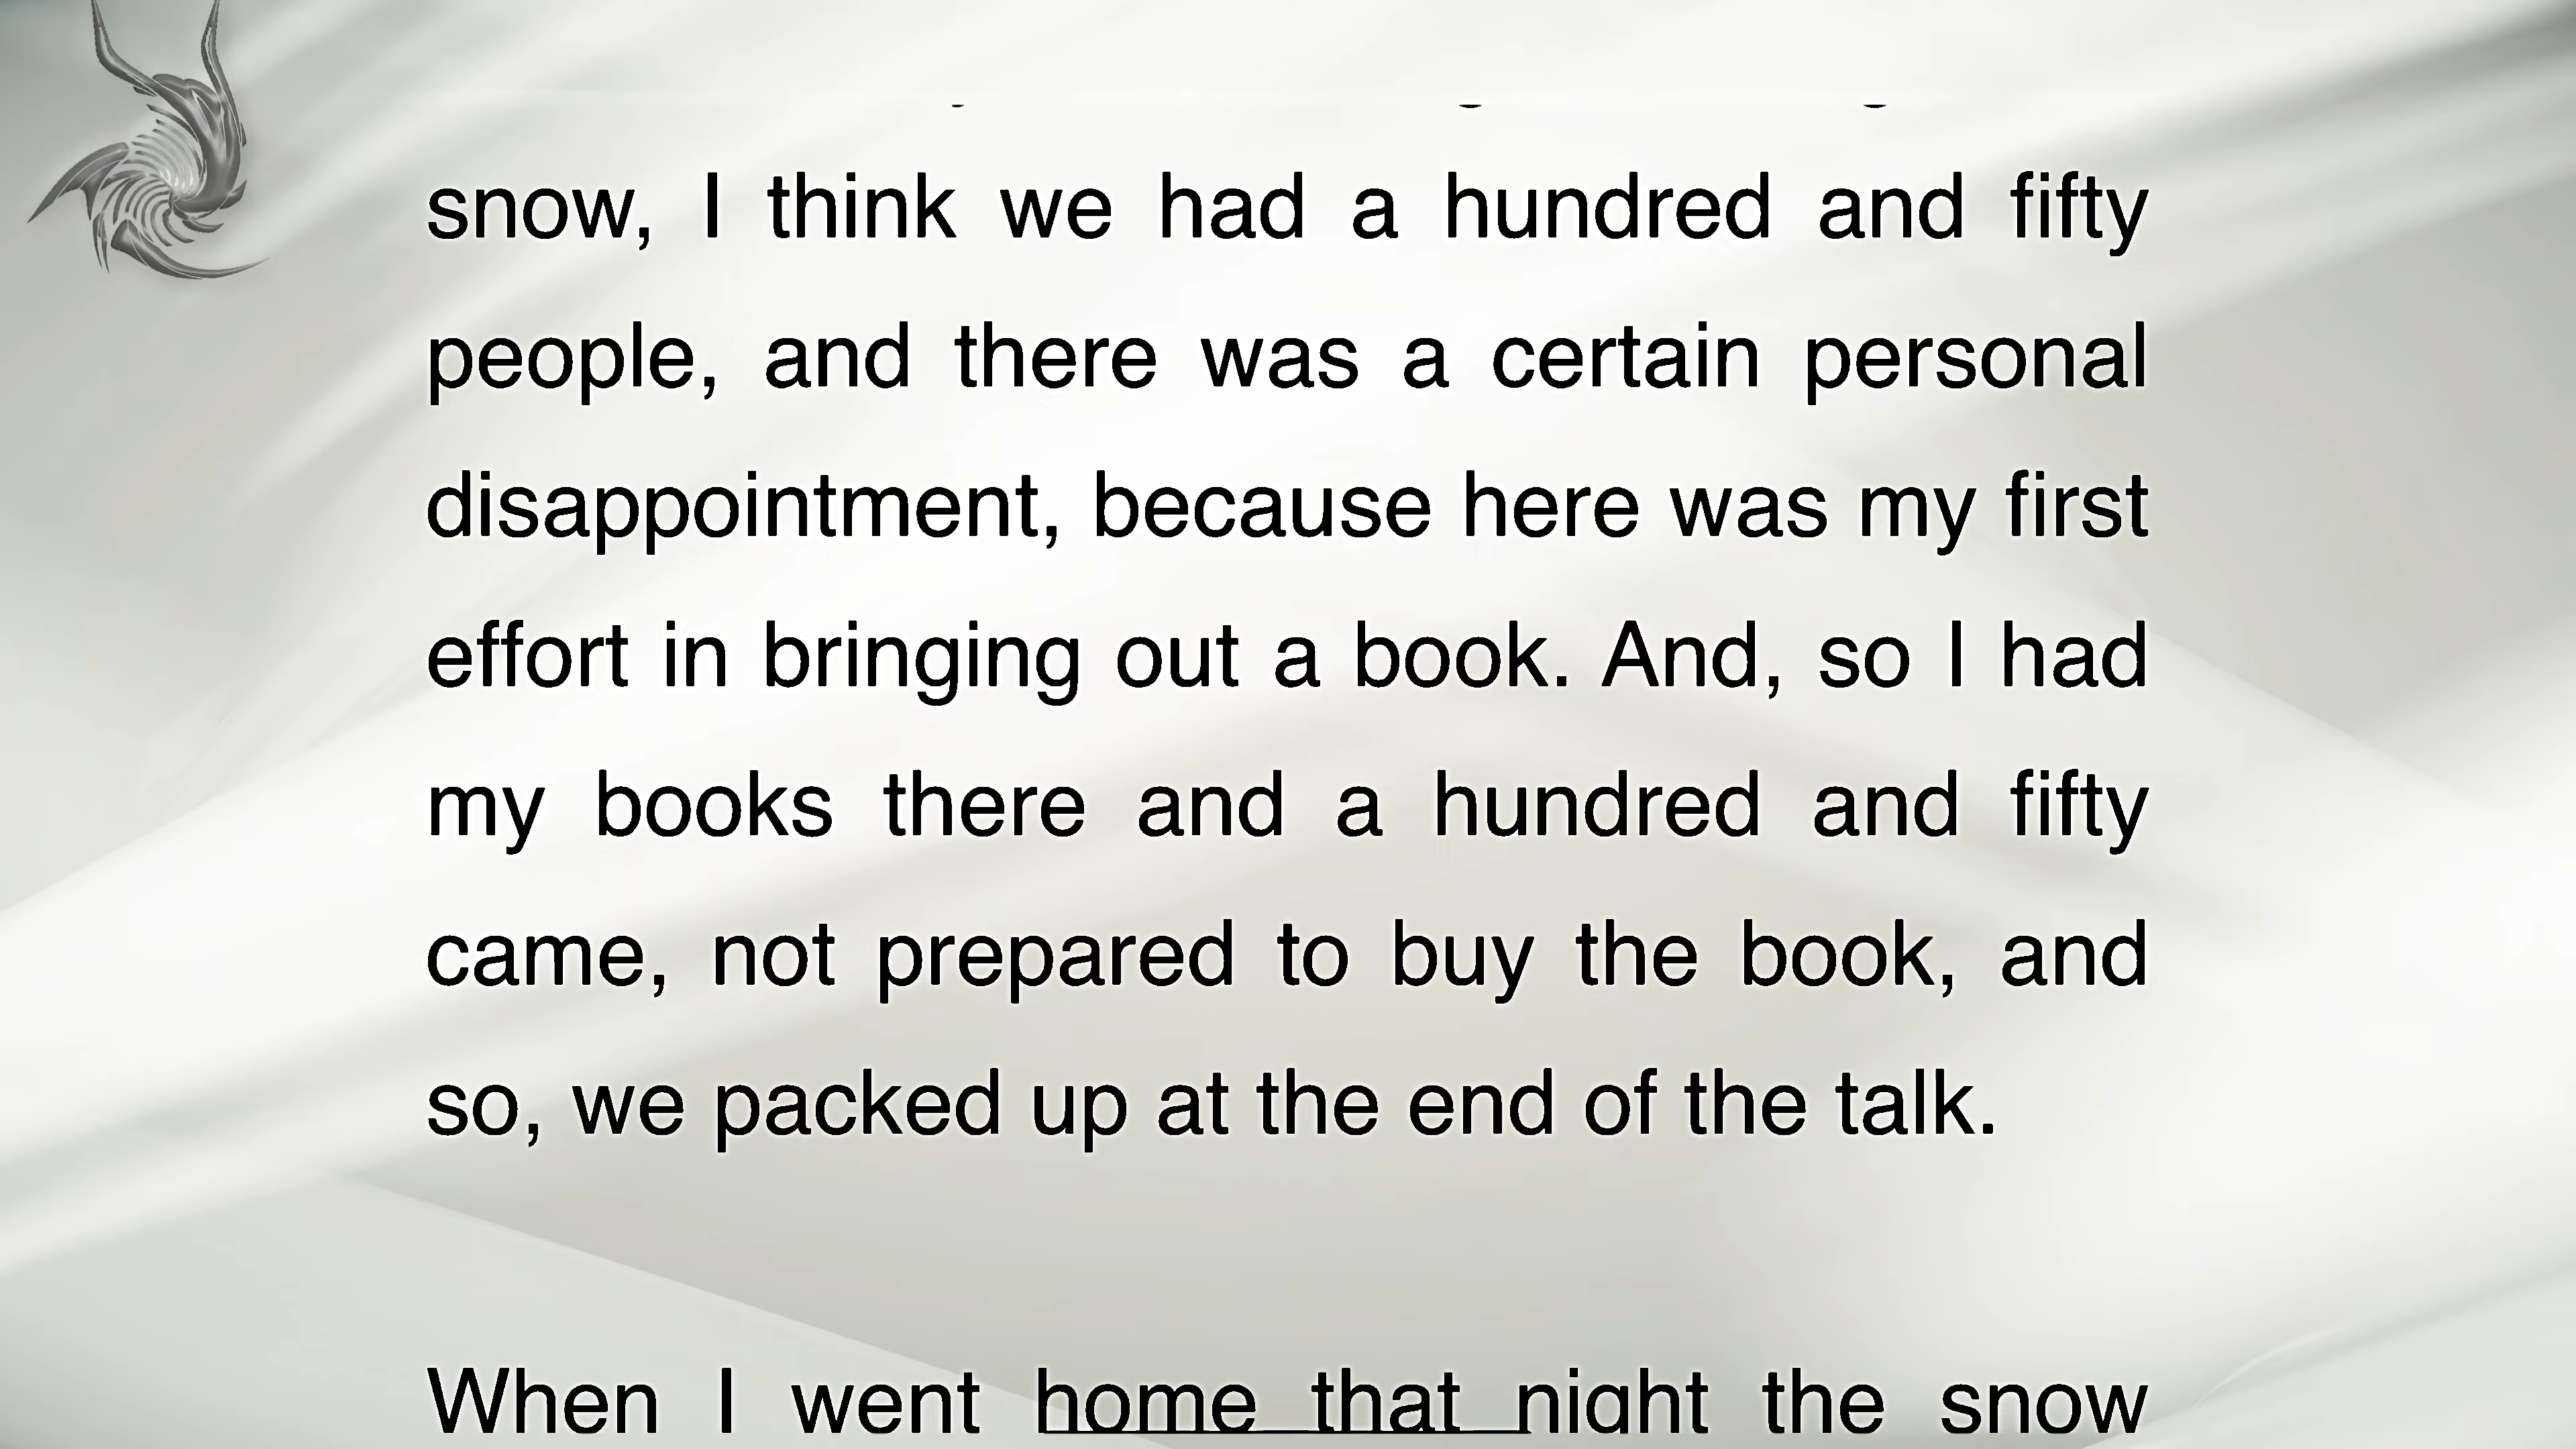 snow, I think we had a hundred and fifty
people, and there was a certain personal
disappointment, because here was my first
effort in bringing out a book. And, so I had
my books there and a hundred and fifty
came, not prepared to buy the book, and
so, we packed up at the end of the talk.
When I went home that night the snow